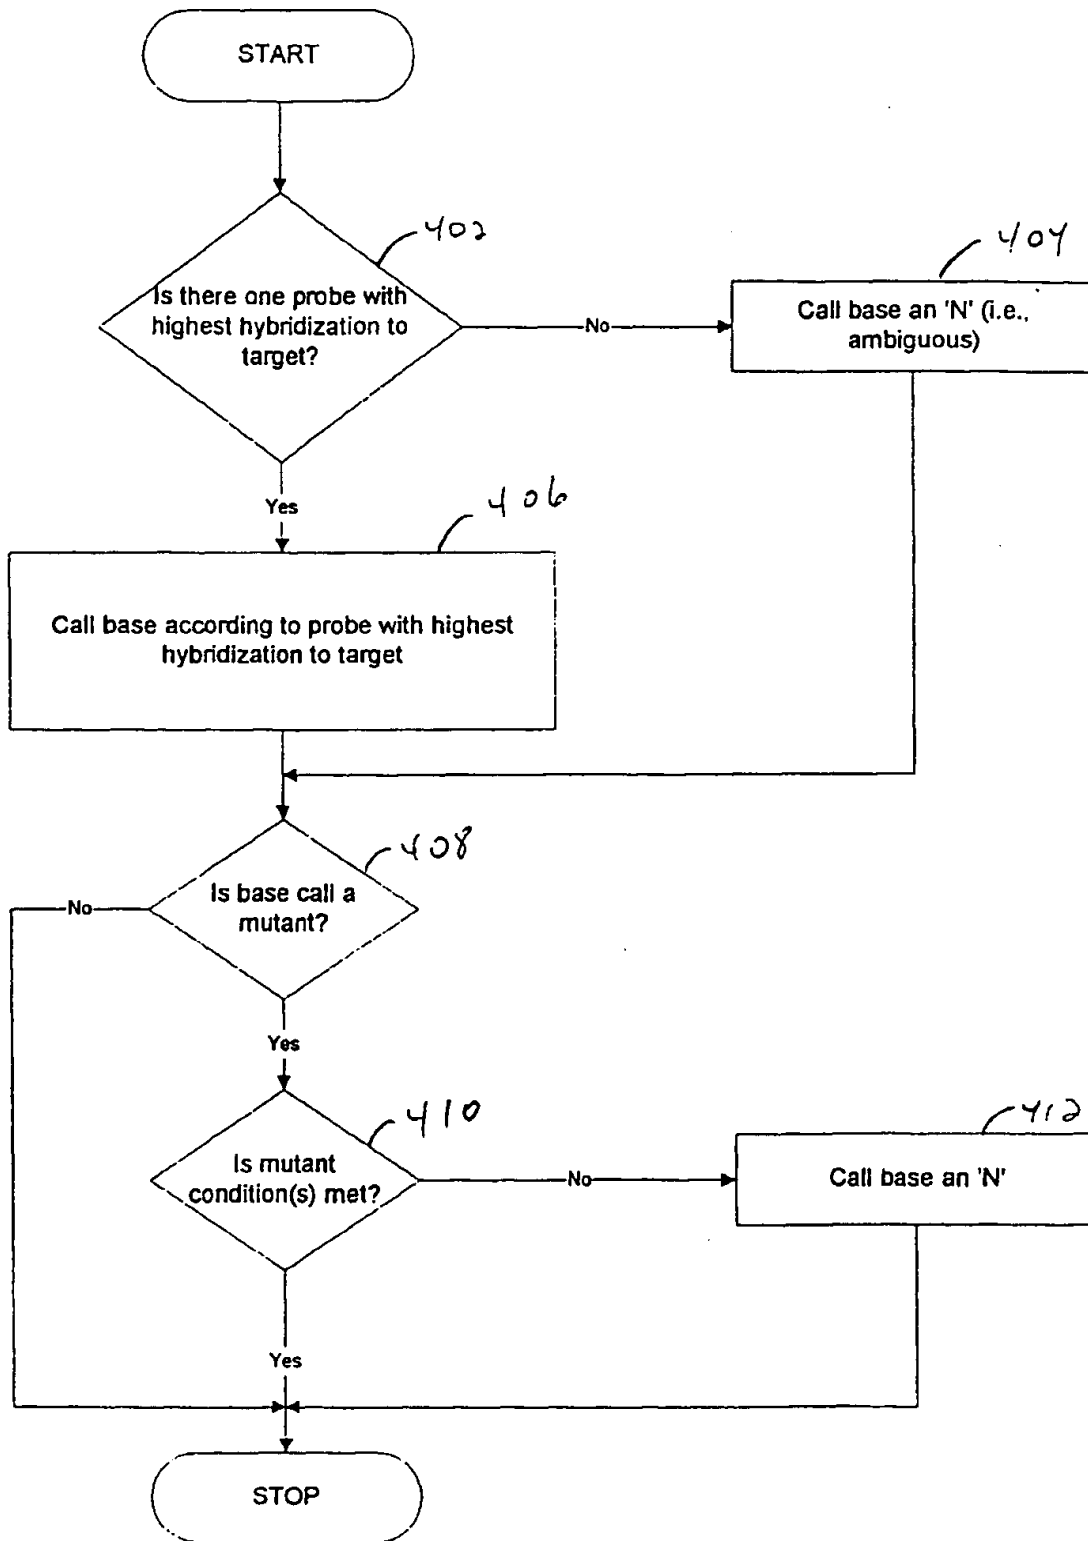 START
402
Is there one probe with
highest hybridization to
target?
No
404
Call base an 'N' (i.e.,
ambiguous)
Yes
406
Call base according to probe with highest
hybridization to target
408
Is base call a
mutant?
No
Yes
410
Is mutant
condition(s) met?
No
412
Call base an 'N'
Yes
STOP